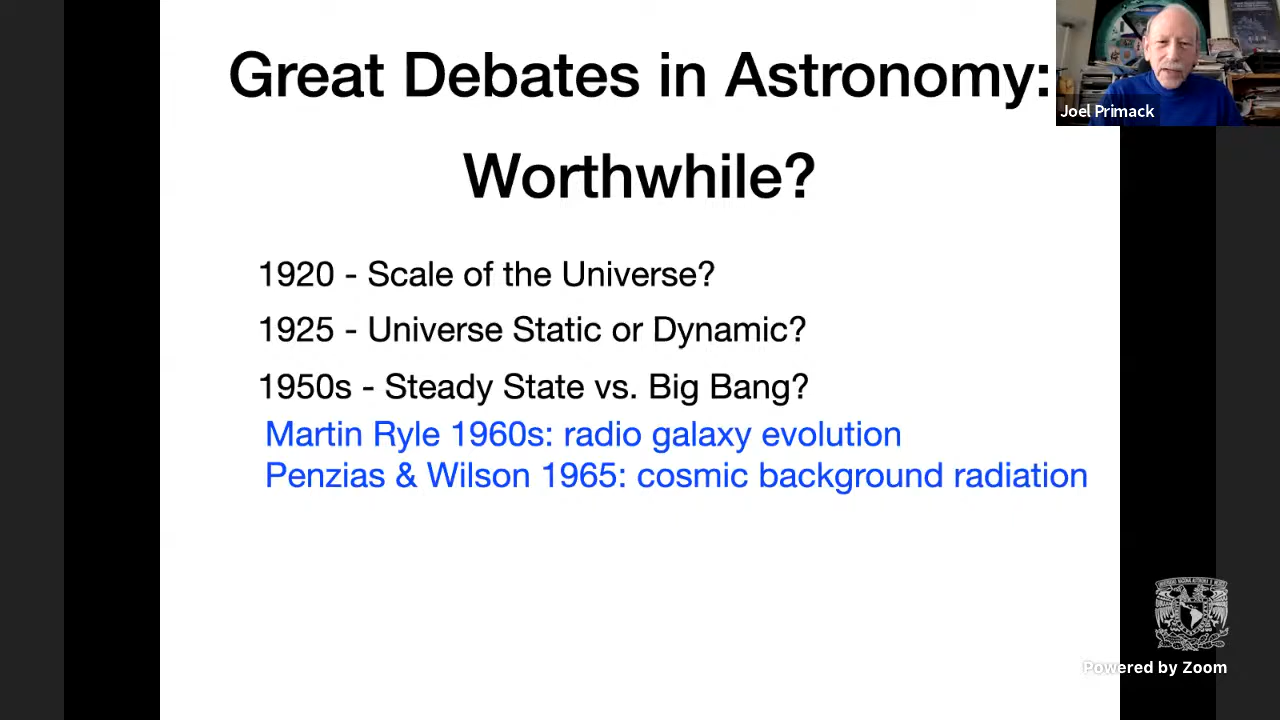 Great Debates in Astronomy:
Worthwhile?
Joel Primack
1920 - Scale of the Universe?
1925 - Universe Static or Dynamic?
1950s - Steady State vs. Big Bang?
Martin Ryle 1960s: radio galaxy evolution
Penzias & Wilson 1965: cosmic background radiation
Powered by Zoom